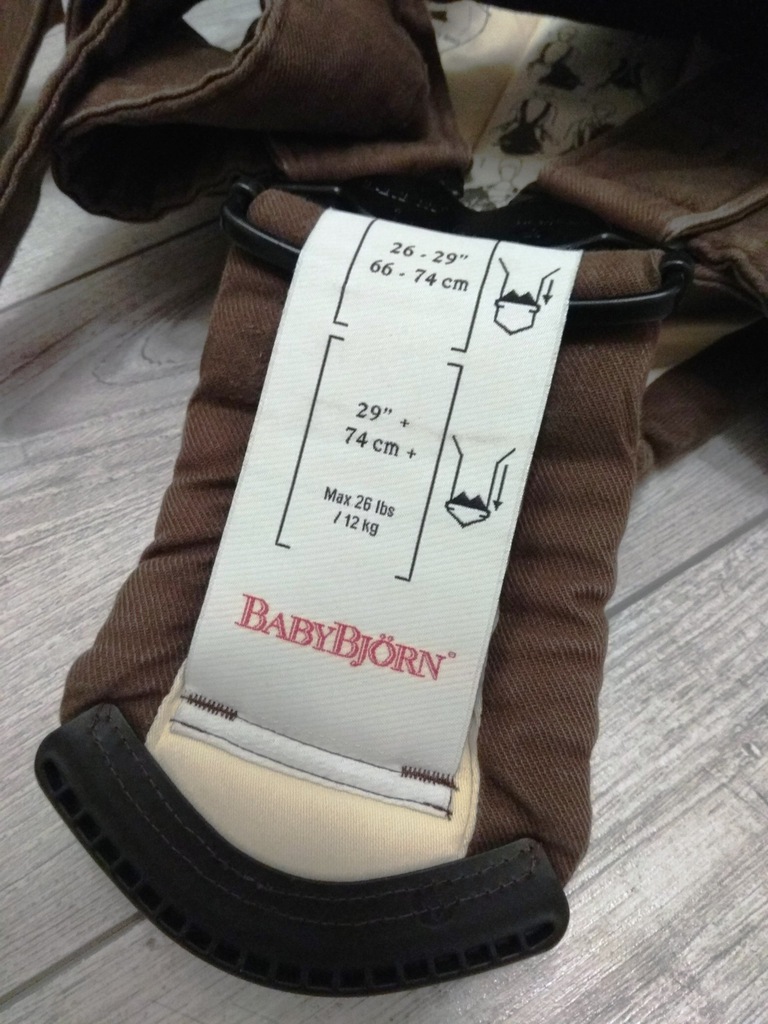 26 - 29"
66 - 74 cm
29" +
74 cm +
Max 26 lbs
/ 12 kg
BABYBJÖRN®